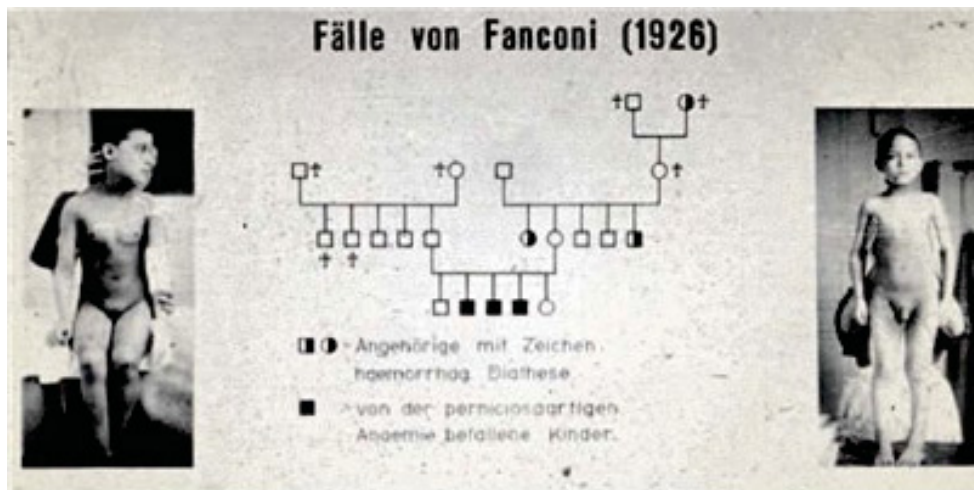 Fälle von Fanconi (1926)
- Angehörige mit Zeichen
haemorrhag Diathese
- von der perniciosaartigen
Anaemie befallene Kinder.